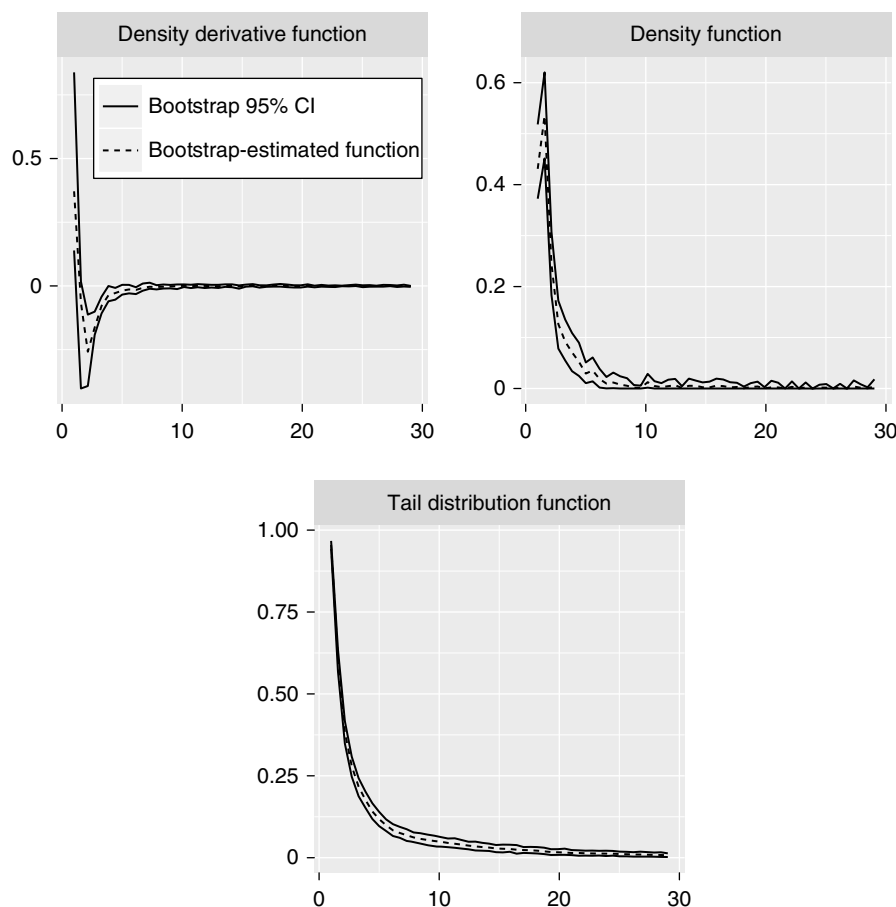 Density derivative function
Bootstrap 95% CI
Bootstrap-estimated function
0.5
0
0 10 20 30
Density function
0.6
0.4
0.2
0
0 10 20 30
Tail distribution function
1.00
0.75
0.50
0.25
0
0 10 20 30